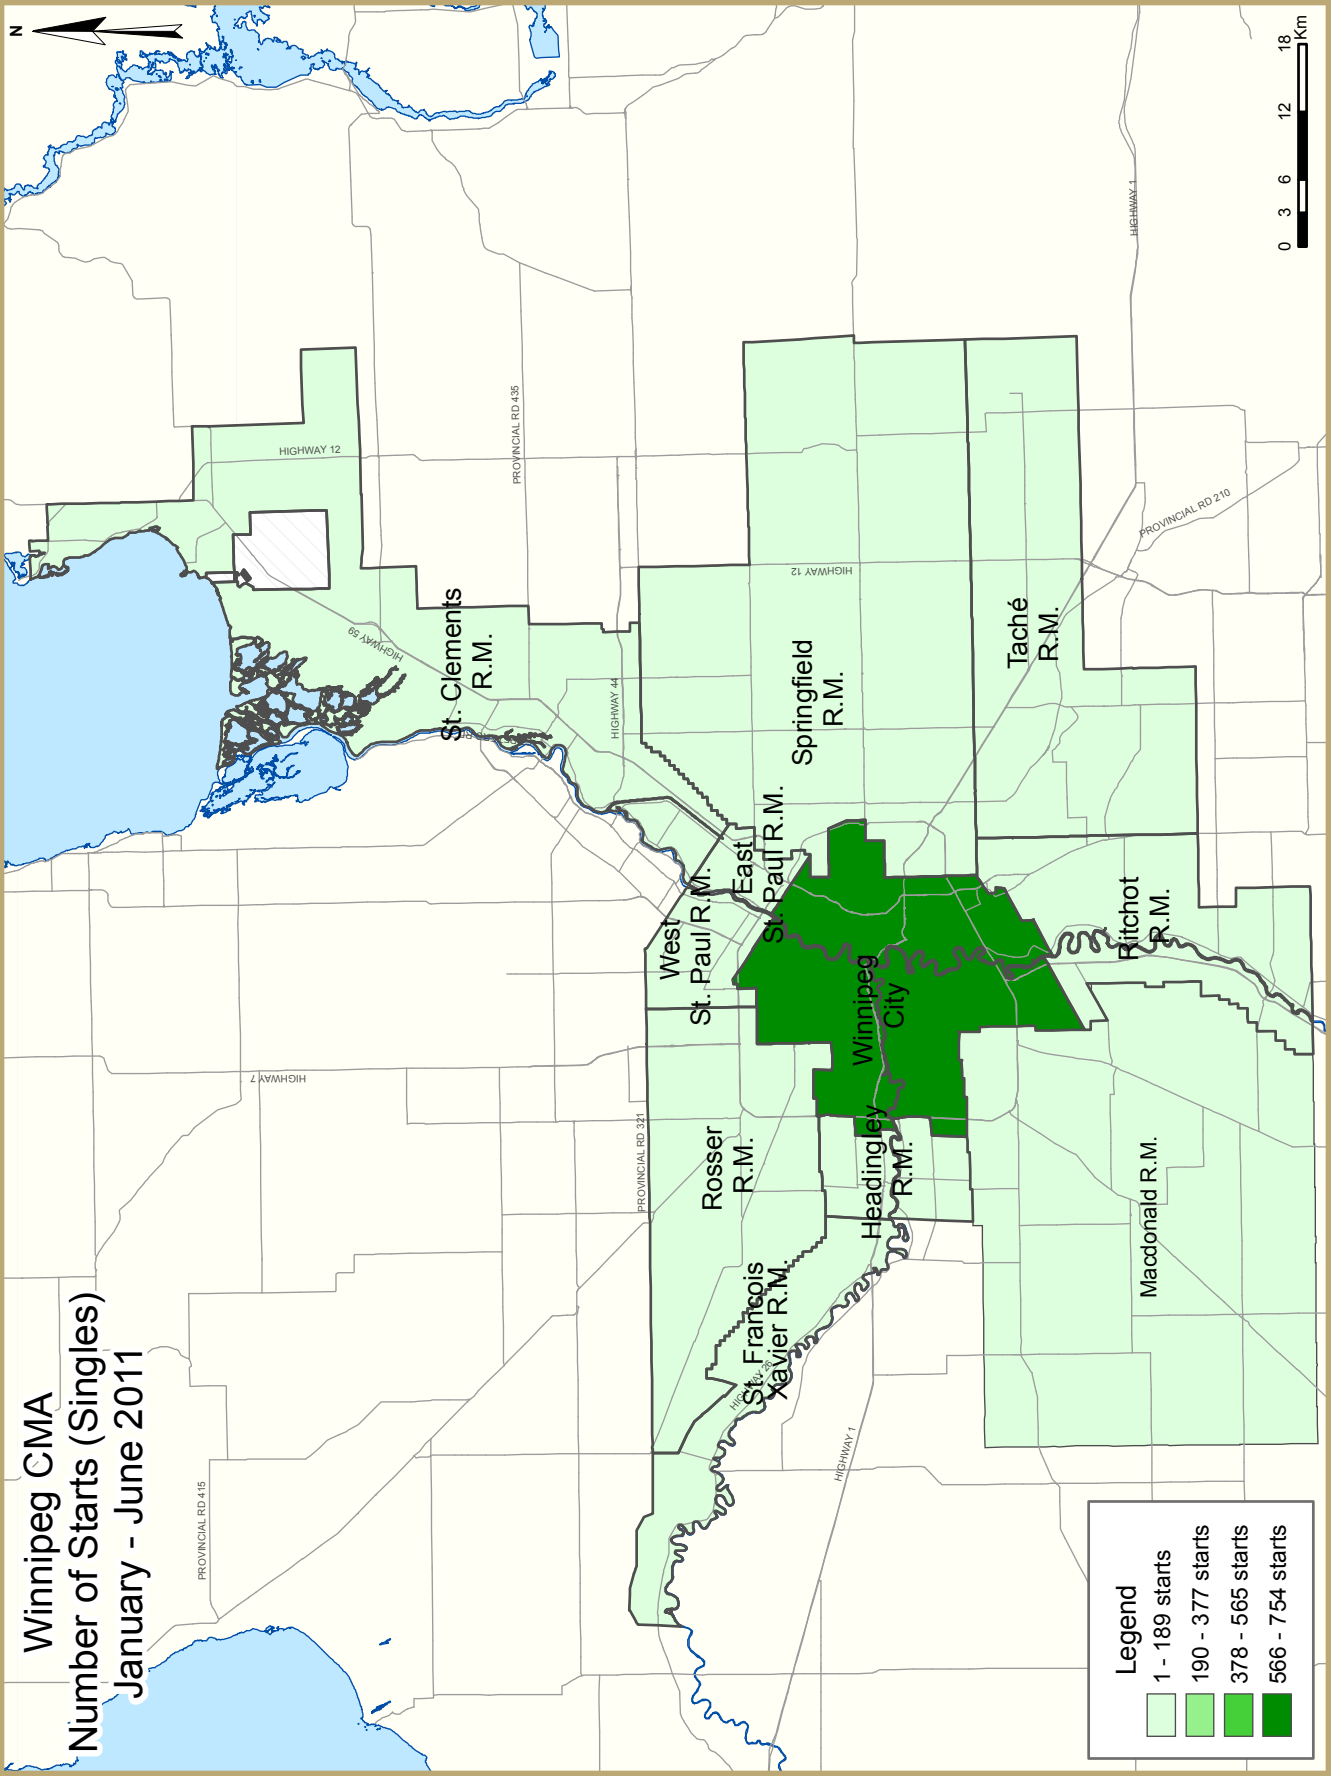 Winnipeg CMA
Number of Starts (Singles)
January - June 2011
N
PROVINCIAL RD 415
HIGHWAY 7
PROVINCIAL RD 321
HIGHWAY 12
PROVINCIAL RD 435
HIGHWAY 59
St. Clements
R.M.
HIGHWAY 44
West
St. Paul R.M.
East
St. Paul R.M.
Springfield
R.M.
HIGHWAY 12
Rosser
R.M.
St. Francois
Xavier R.M.
HIGHWAY 26
Headingley
R.M.
Winnipeg
City
Taché
R.M.
Ritchot
R.M.
Macdonald R.M.
HIGHWAY 1
HIGHWAY 1
PROVINCIAL RD 210
Legend
1 - 189 starts
190 - 377 starts
378 - 565 starts
566 - 754 starts
0 3 6 12 18
Km